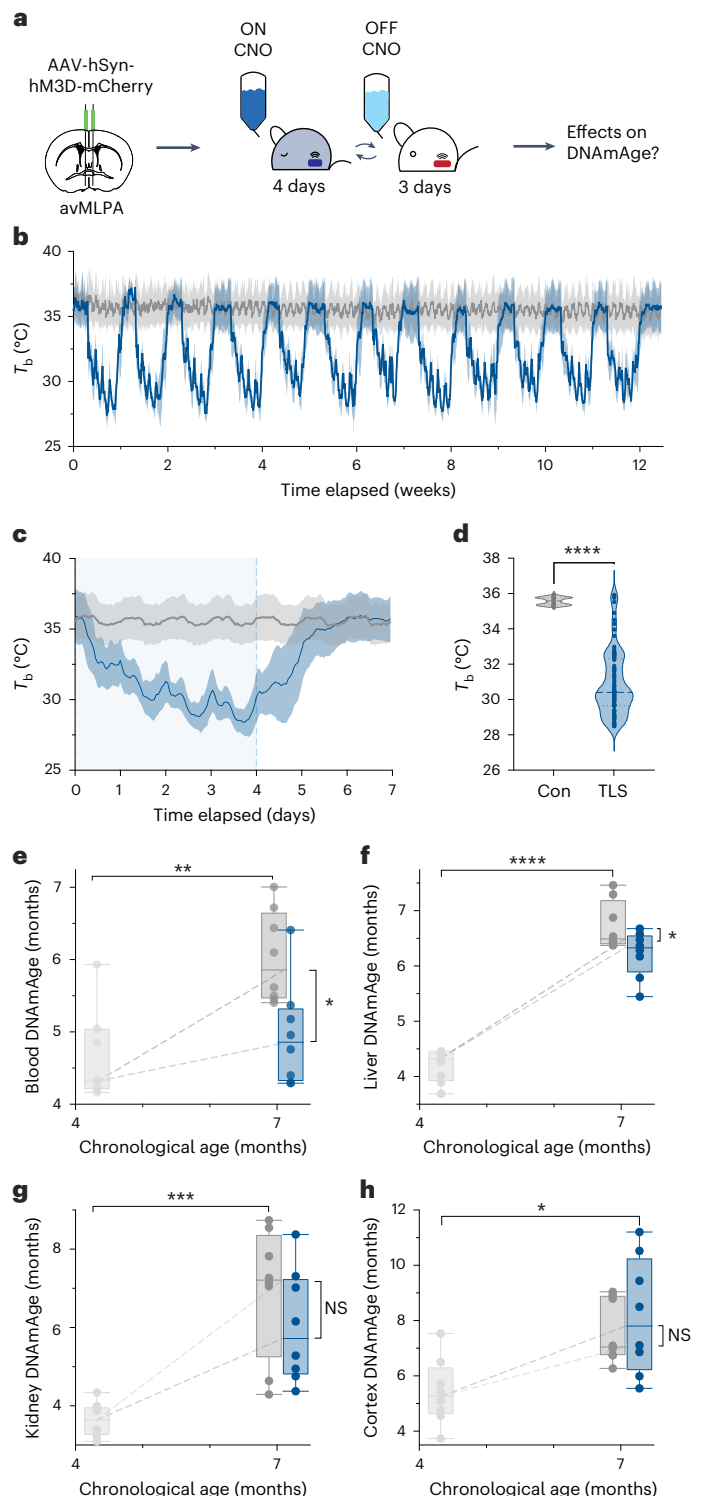 a
AAV-hSyn-
hM3D-mCherry
avMLPA
ON
CNO
OFF
CNO
4 days
3 days
Effects on
DNAmAge?
b
40
35
30
25
Tb (°C)
0 2 4 6 8 10 12
Time elapsed (weeks)
c
40
35
30
25
Tb (°C)
0 1 2 3 4 5 6 7
Time elapsed (days)
d
****
38
36
34
32
30
28
26
Tb (°C)
Con TLS
e
**
*
7
6
5
4
Blood DNAmAge (months)
4 7
Chronological age (months)
f
****
*
7
6
5
4
Liver DNAmAge (months)
4 7
Chronological age (months)
g
***
NS
8
6
4
Kidney DNAmAge (months)
4 7
Chronological age (months)
h
*
NS
12
10
8
6
4
Cortex DNAmAge (months)
4 7
Chronological age (months)